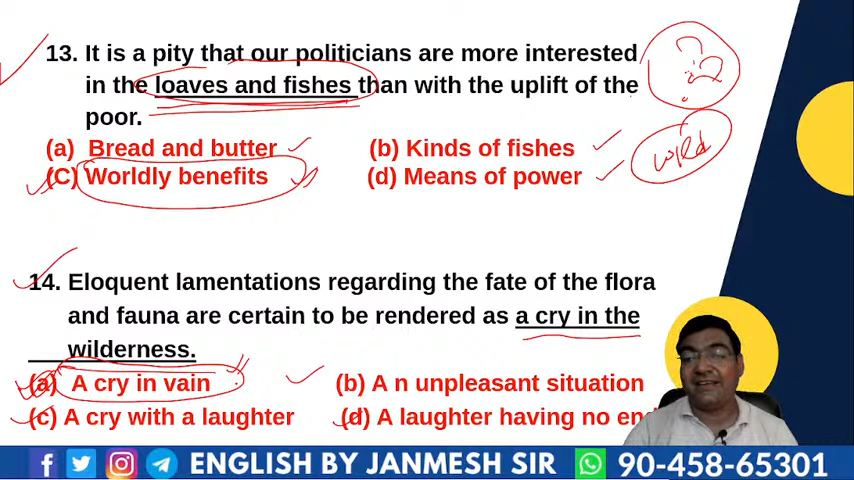 13. It is a pity that our politicians are more interested
in the loaves and fishes than with the uplift of the
poor.
(a) Bread and butter (b) Kinds of fishes
(C) Worldly benefits (d) Means of power
wild
14. Eloquent lamentations regarding the fate of the flora
and fauna are certain to be rendered as a cry in the
wilderness.
(a) A cry in vain (b) A n unpleasant situation
(c) A cry with a laughter (d) A laughter having no en
ENGLISH BY JANMESH SIR 90-458-65301